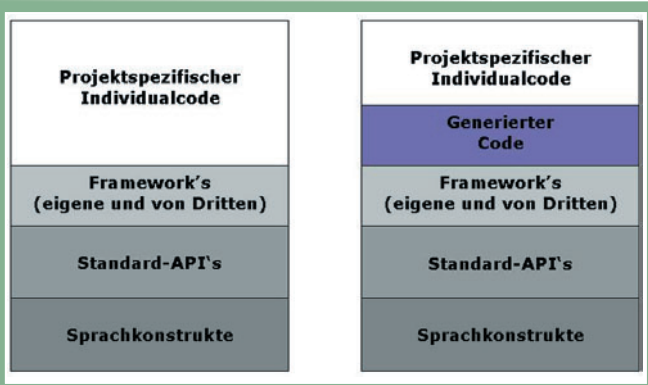 Projektspezifischer
Individualcode
Framework's
(eigene und von Dritten)
Standard-API's
Sprachkonstrukte
Projektspezifischer
Individualcode
Generierter
Code
Framework's
(eigene und von Dritten)
Standard-API's
Sprachkonstrukte